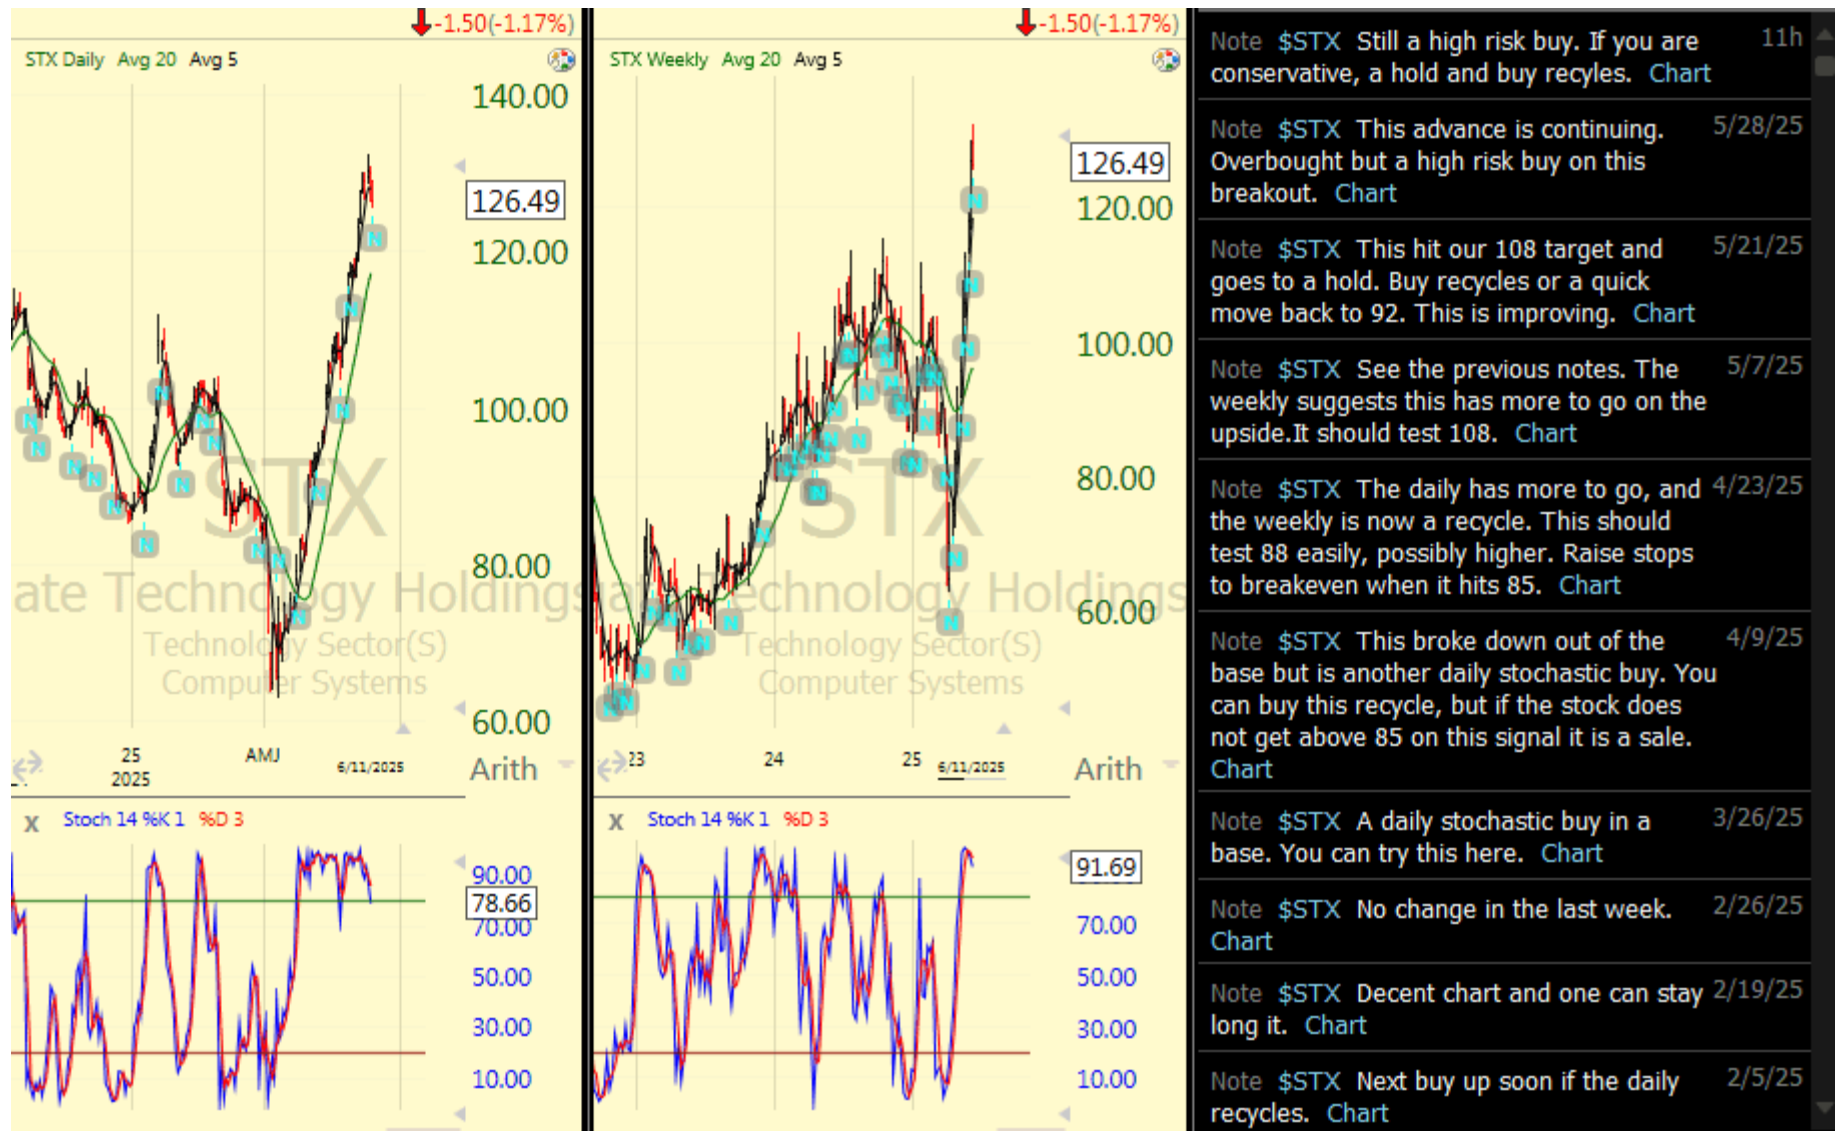 -1.50(-1.17%)
STX Daily Avg 20 Avg 5
140.00
126.49
120.00
100.00
80.00
60.00
STX
ate Technology Holdings
Technology Sector(S)
Computer Systems
25
2025
AMJ
6/11/2025
Arith
X Stoch 14 %K 1 %D 3
90.00
78.66
70.00
50.00
30.00
10.00
-1.50(-1.17%)
STX Weekly Avg 20 Avg 5
126.49
120.00
100.00
80.00
60.00
STX
Technology Holdings
Technology Sector(S)
Computer Systems
23
24
25
6/11/2025
Arith
X Stoch 14 %K 1 %D 3
91.69
70.00
50.00
30.00
10.00
Note $STX Still a high risk buy. If you are 11h
conservative, a hold and buy recyles. Chart
Note $STX This advance is continuing. 5/28/25
Overbought but a high risk buy on this
breakout. Chart
Note $STX This hit our 108 target and 5/21/25
goes to a hold. Buy recycles or a quick
move back to 92. This is improving. Chart
Note $STX See the previous notes. The 5/7/25
weekly suggests this has more to go on the
upside.It should test 108. Chart
Note $STX The daily has more to go, and 4/23/25
the weekly is now a recycle. This should
test 88 easily, possibly higher. Raise stops
to breakeven when it hits 85. Chart
Note $STX This broke down out of the 4/9/25
base but is another daily stochastic buy. You
can buy this recycle, but if the stock does
not get above 85 on this signal it is a sale.
Chart
Note $STX A daily stochastic buy in a 3/26/25
base. You can try this here. Chart
Note $STX No change in the last week. 2/26/25
Chart
Note $STX Decent chart and one can stay 2/19/25
long it. Chart
Note $STX Next buy up soon if the daily 2/5/25
recycles. Chart